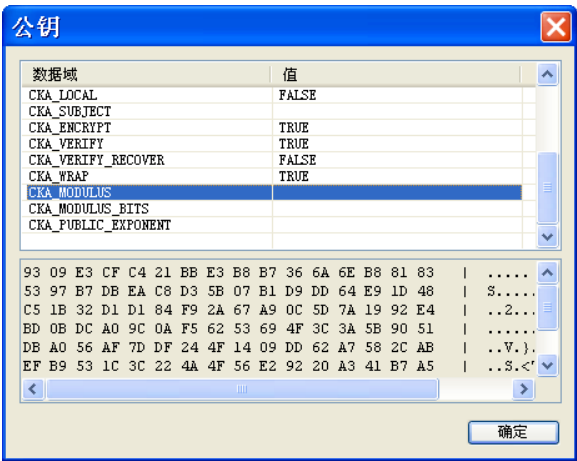 公钥
数据域 值
CKA_LOCAL FALSE
CKA_SUBJECT
CKA_ENCRYPT TRUE
CKA_VERIFY TRUE
CKA_VERIFY_RECOVER FALSE
CKA_WRAP TRUE
CKA_MODULUS
CKA_MODULUS_BITS
CKA_PUBLIC_EXPONENT
93 09 E3 CF C4 21 BB E3 B8 B7 36 6A 6E B8 81 83 | .....
53 97 B7 DB EA C8 D3 5B 07 B1 D9 DD 64 E9 1D 48 | S.....
C5 1B 32 D1 D1 84 F9 2A 67 A9 0C 5D 7A 19 92 E4 | ..2...
BD 0B DC A0 9C 0A F5 62 53 69 4F 3C 3A 5B 90 51 | ......
DB A0 56 AF 7D DF 24 4F 14 09 DD 62 A7 58 2C AB | ..V.}.
EF B9 53 1C 3C 22 4A 4F 56 E2 92 20 A3 41 B7 A5 | ..S.<"
确定